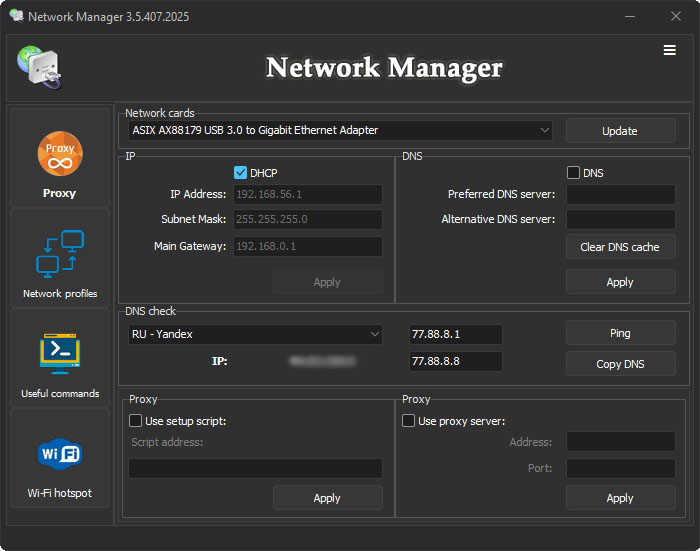 Network Manager 3.5.407.2025
Network Manager
Proxy
Proxy
Network profiles
Useful commands
Wi Fi
Wi-Fi hotspot
Network cards
ASIX AX88179 USB 3.0 to Gigabit Ethernet Adapter
Update
IP
DHCP
IP Address: 192.168.56.1
Subnet Mask: 255.255.255.0
Main Gateway: 192.168.0.1
Apply
DNS
DNS
Preferred DNS server:
Alternative DNS server:
Clear DNS cache
Apply
DNS check
RU - Yandex 77.88.8.1 Ping
IP: 77.88.8.8 Copy DNS
Proxy
Use setup script:
Script address:
Apply
Proxy
Use proxy server:
Address:
Port:
Apply